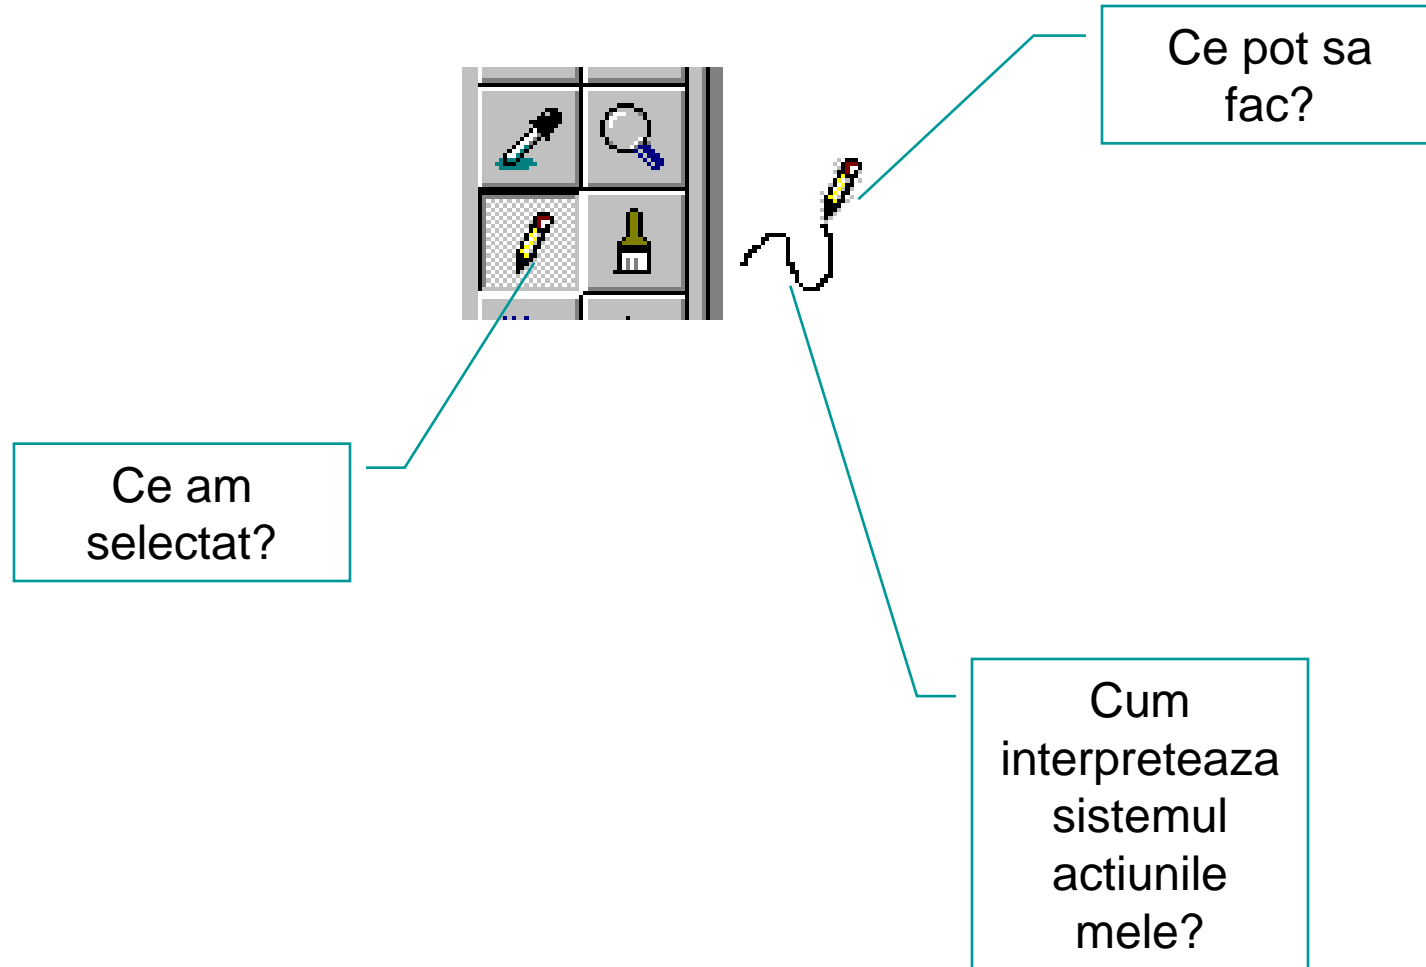 Ce pot sa
fac?
Ce am
selectat?
Cum
interpreteaza
sistemul
actiunile
mele?